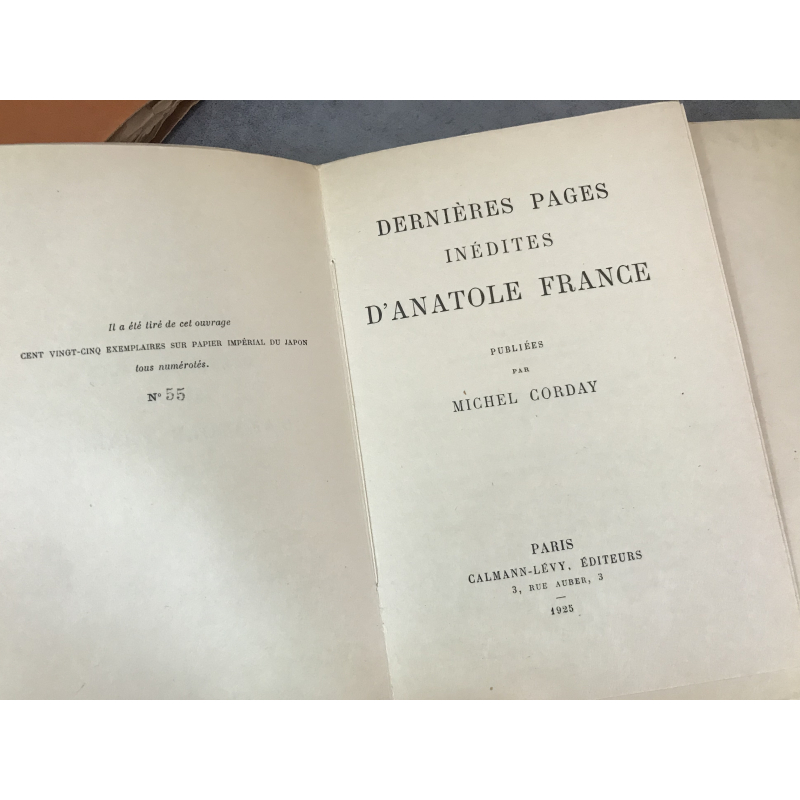 Il a été tiré de cet ouvrage
CENT VINGT-CINQ EXEMPLAIRES SUR PAPIER IMPÉRIAL DU JAPON
tous numérotés.
N° 55
DERNIÈRES PAGES
INÉDITES
D'ANATOLE FRANCE
PUBLIÉES
PAR
MICHEL CORDAY
PARIS
CALMANN-LÉVY, ÉDITEURS
3, RUE AUBER, 3
1925